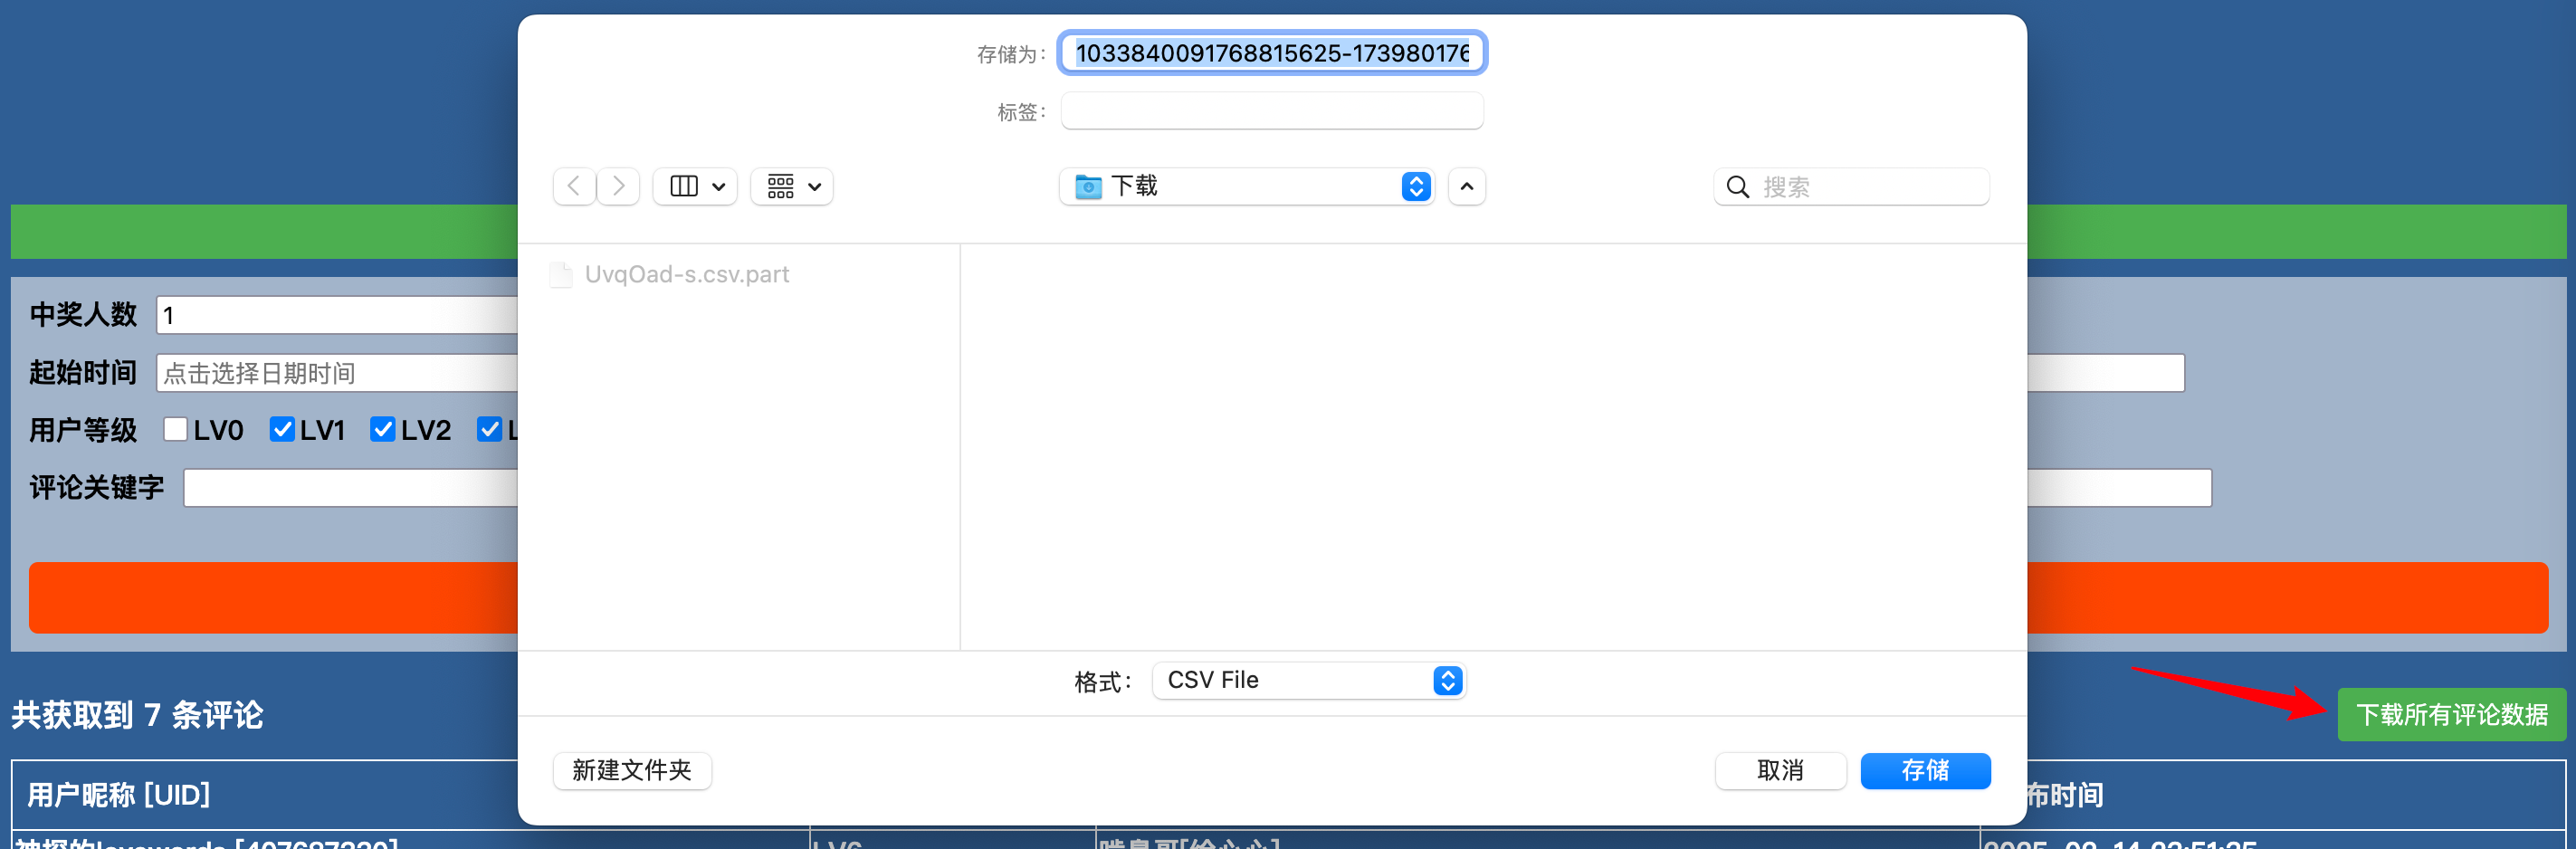 存储为：
1033840091768815625-173980176
标签：
下载
搜索
UvqOad-s.csv.part
中奖人数 1
起始时间 点击选择日期时间
用户等级 LV0 LV1 LV2
评论关键字
格式： CSV File
共获取到 7 条评论
下载所有评论数据
新建文件夹 取消 存储
用户昵称 [UID] 布时间